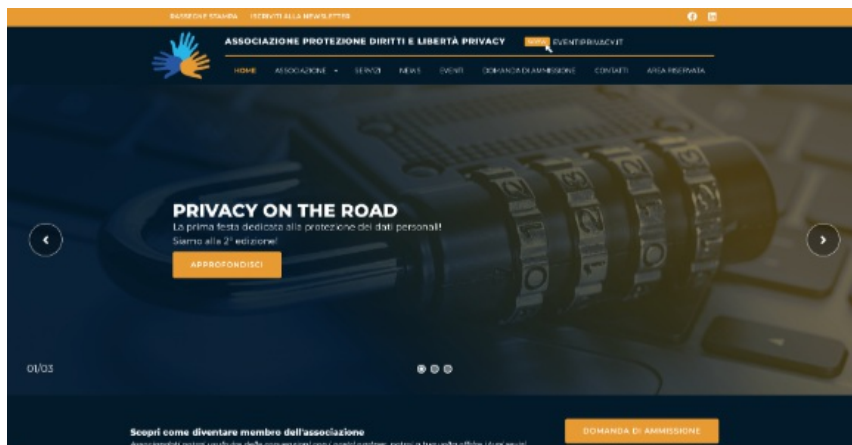 RASSEGNE STAMPA ISCRIVITI ALLA NEWSLETTER
ASSOCIAZIONE PROTEZIONE DIRITTI E LIBERTÀ PRIVACY EVENTIPRIVACY.IT
HOME ASSOCIAZIONE SERVIZI NEWS EVENTI DOMANDA DI AMMISSIONE CONTATTI AREA RISERVATA
PRIVACY ON THE ROAD
La prima festa dedicata alla protezione dei dati personali!
Siamo alla 2° edizione!
APPROFONDISCI
01/03
Scopri come diventare membro dell'associazione
DOMANDA DI AMMISSIONE